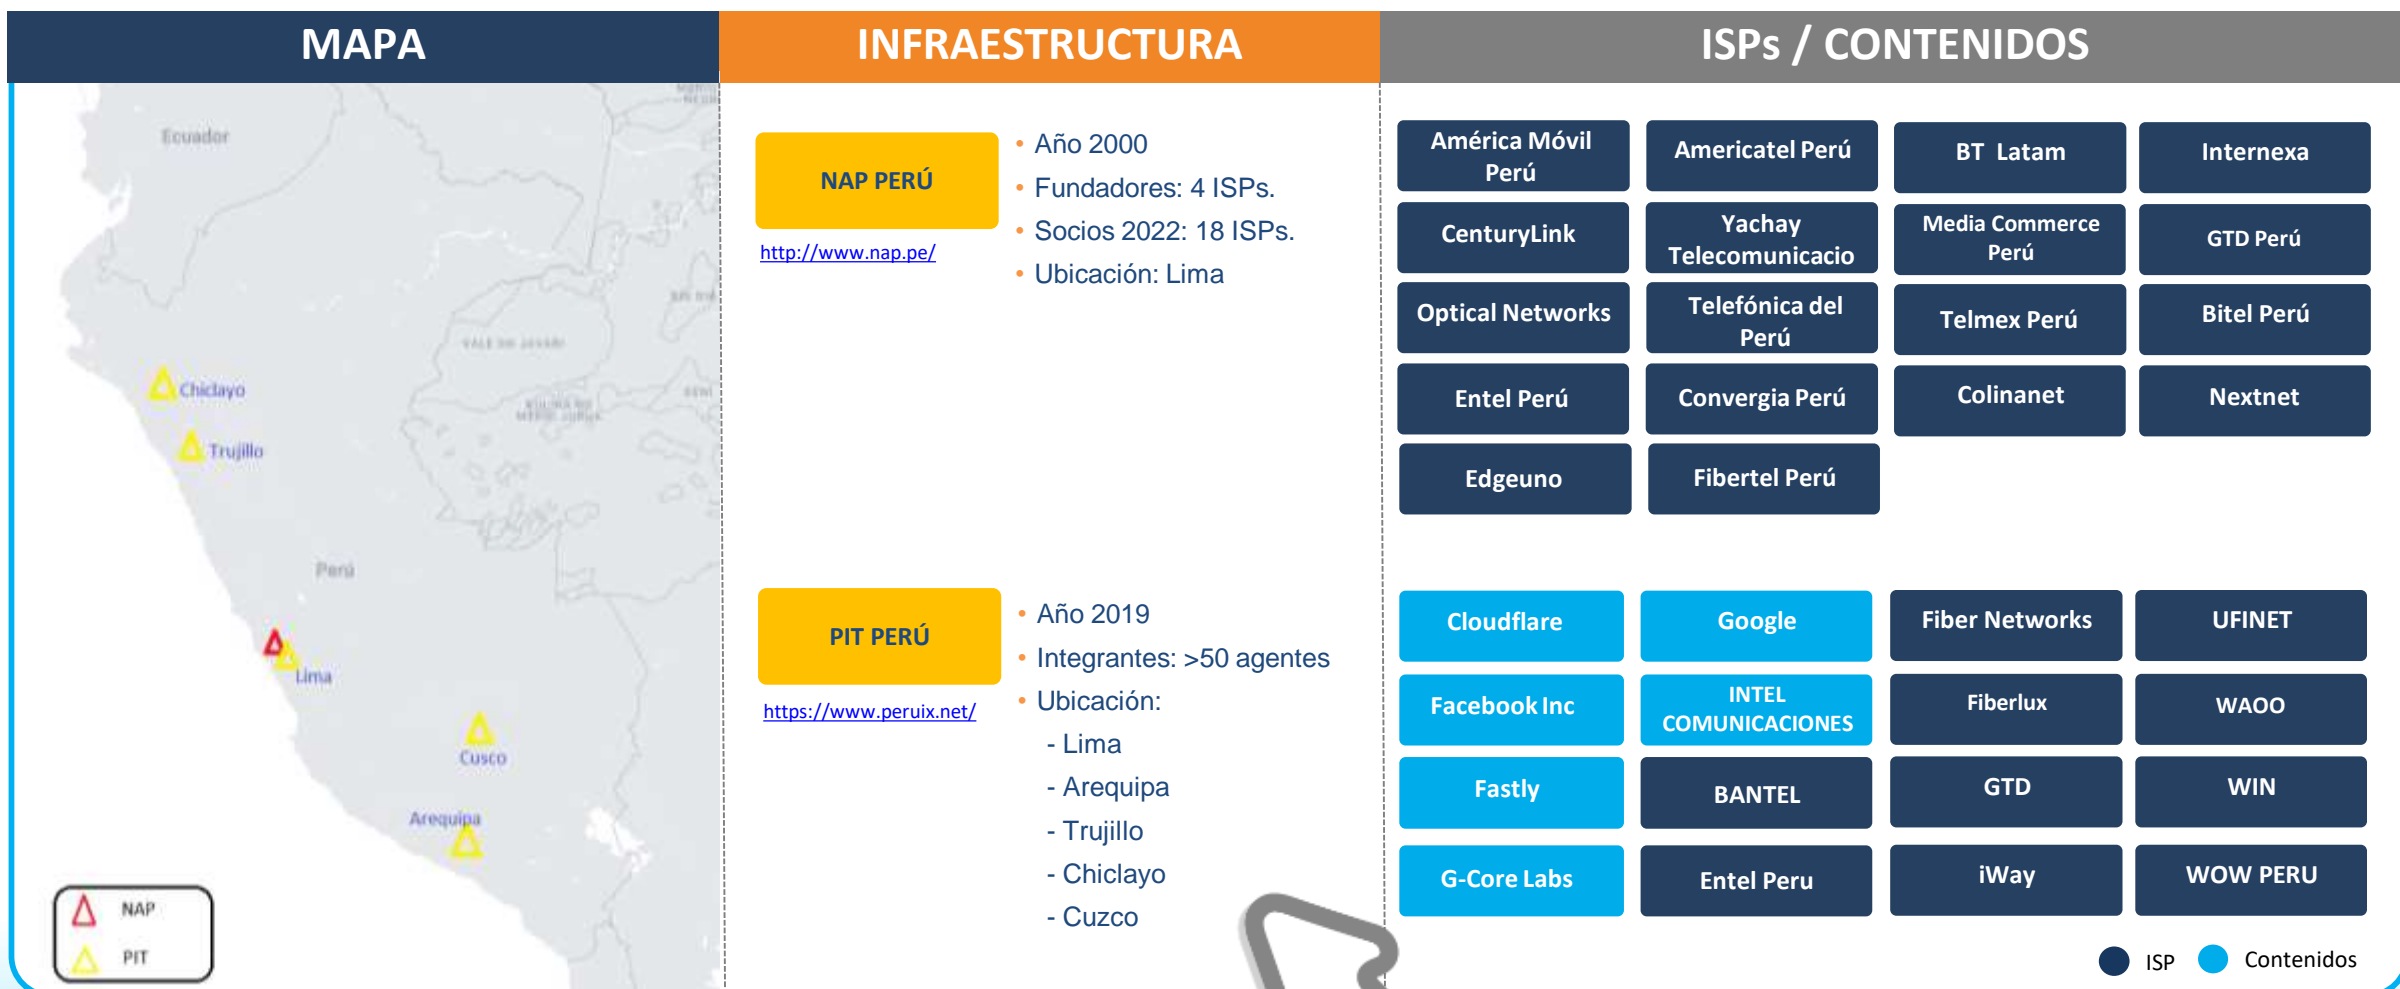 MAPA
INFRAESTRUCTURA
ISPs / CONTENIDOS
Ecuador
VALE DO JAVARI
Chiclayo
Trujillo
Perú
Lima
Cusco
Arequipa
NAP
PIT
NAP PERÚ
http://www.nap.pe/
• Año 2000
• Fundadores: 4 ISPs.
• Socios 2022: 18 ISPs.
• Ubicación: Lima
América Móvil
Perú
Americatel Perú
BT Latam
Internexa
CenturyLink
Yachay
Telecomunicacio
Media Commerce
Perú
GTD Perú
Optical Networks
Telefónica del
Perú
Telmex Perú
Bitel Perú
Entel Perú
Convergia Perú
Colinanet
Nextnet
Edgeuno
Fibertel Perú
PIT PERÚ
https://www.peruix.net/
• Año 2019
• Integrantes: >50 agentes
• Ubicación:
- Lima
- Arequipa
- Trujillo
- Chiclayo
- Cuzco
Cloudflare
Google
Fiber Networks
UFINET
Facebook Inc
INTEL
COMUNICACIONES
Fiberlux
WAOO
Fastly
BANTEL
GTD
WIN
G-Core Labs
Entel Peru
iWay
WOW PERU
ISP
Contenidos